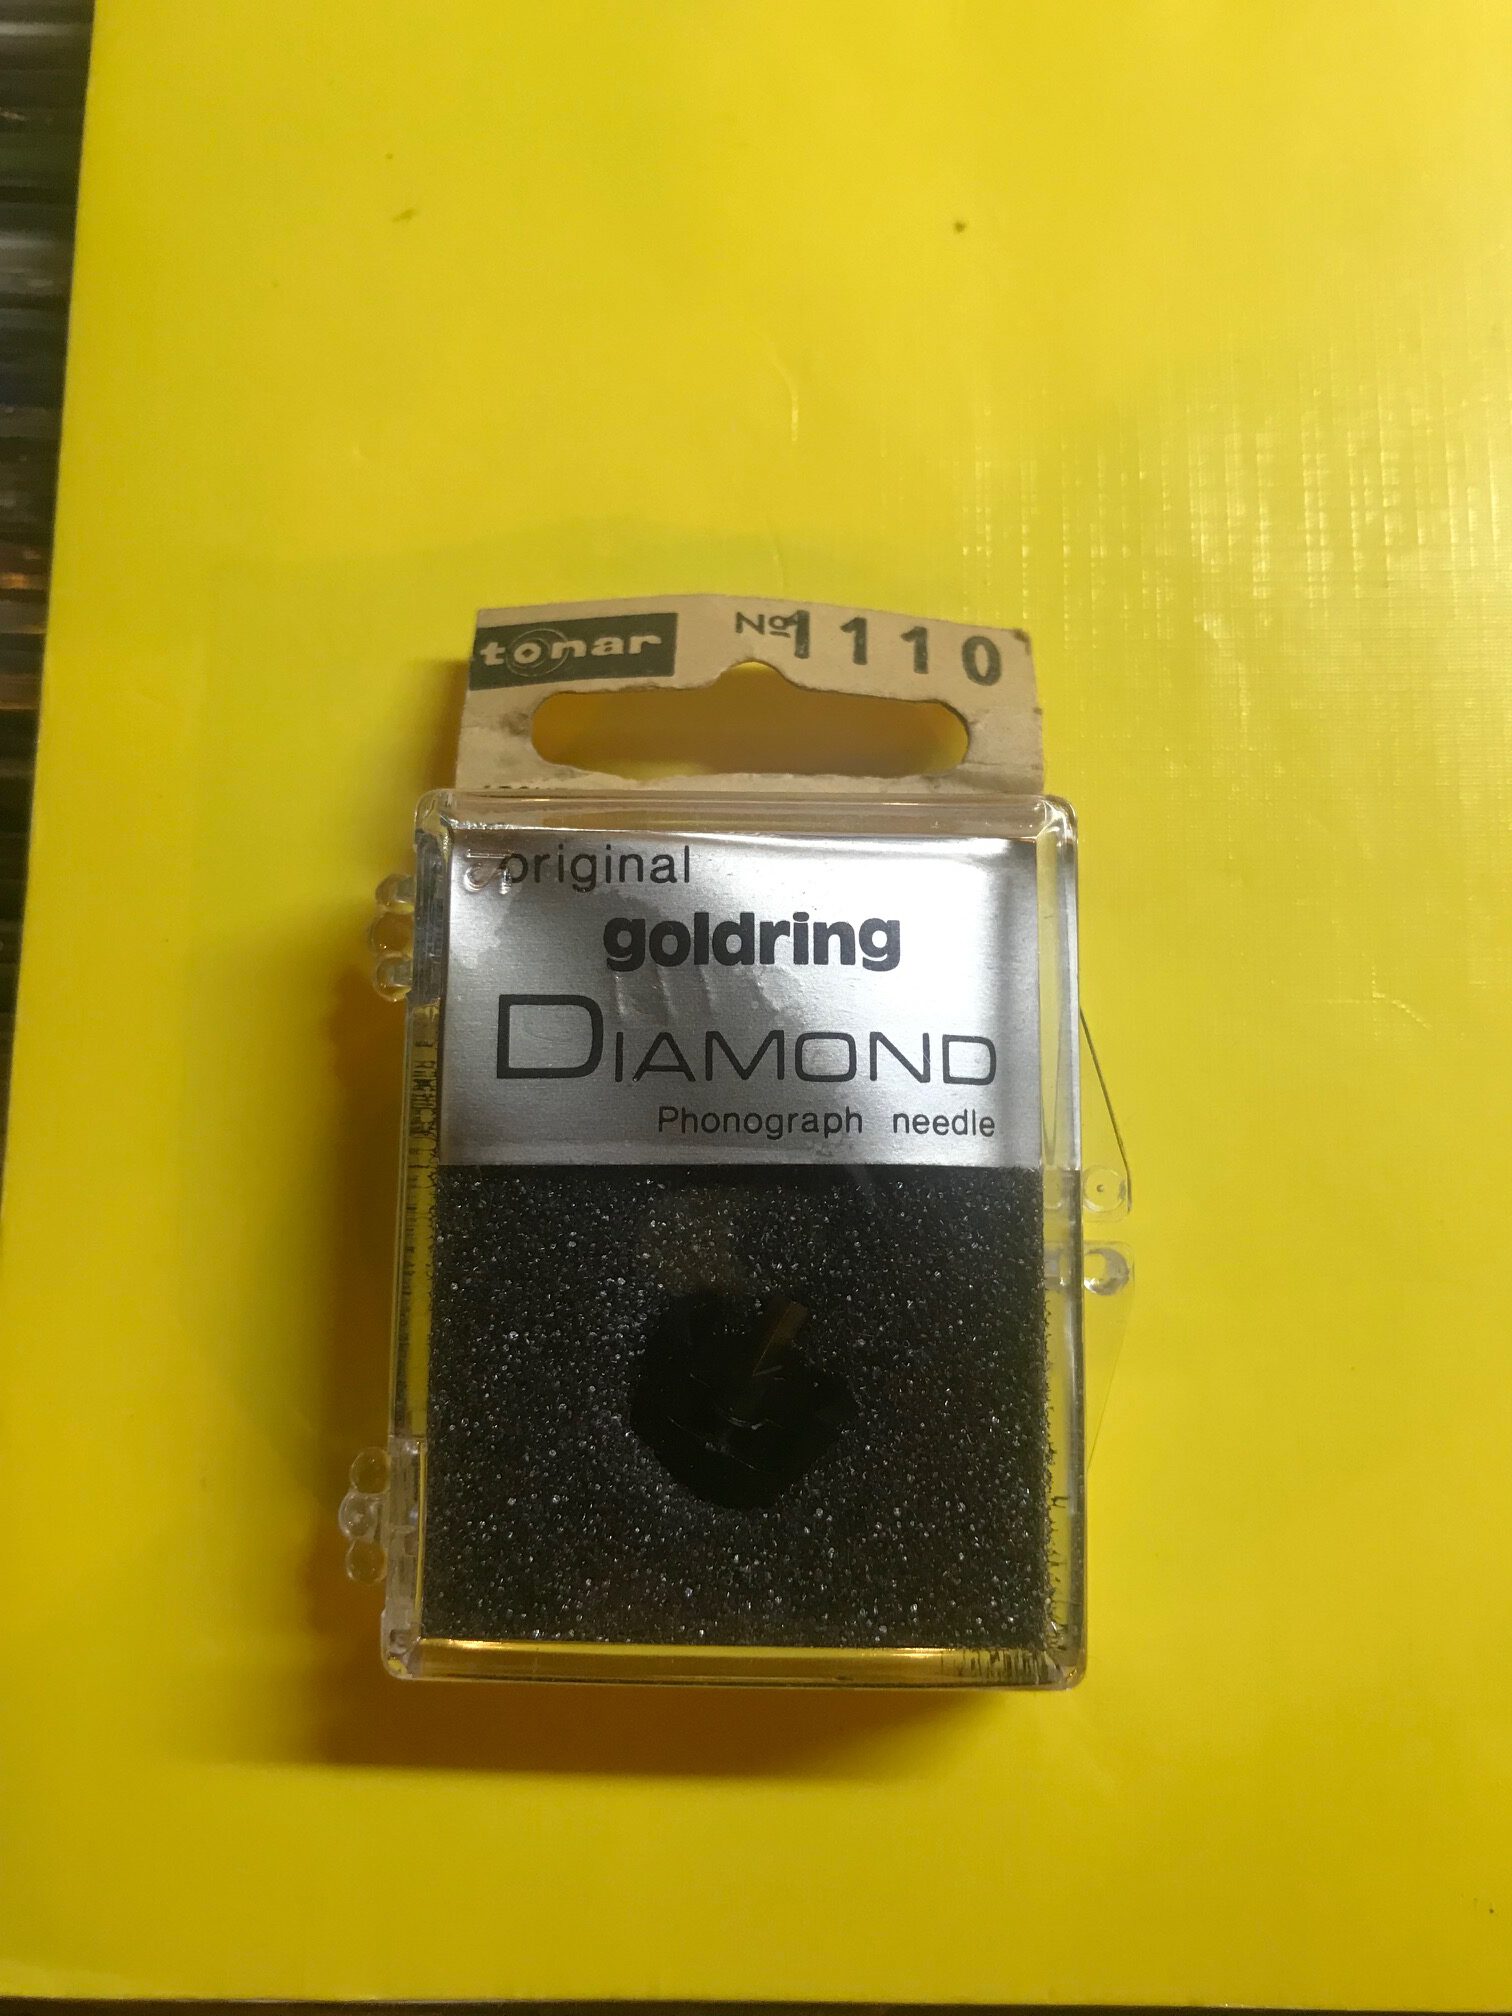 tonar
Nº 1110
original
goldring
DIAMOND
Phonograph needle